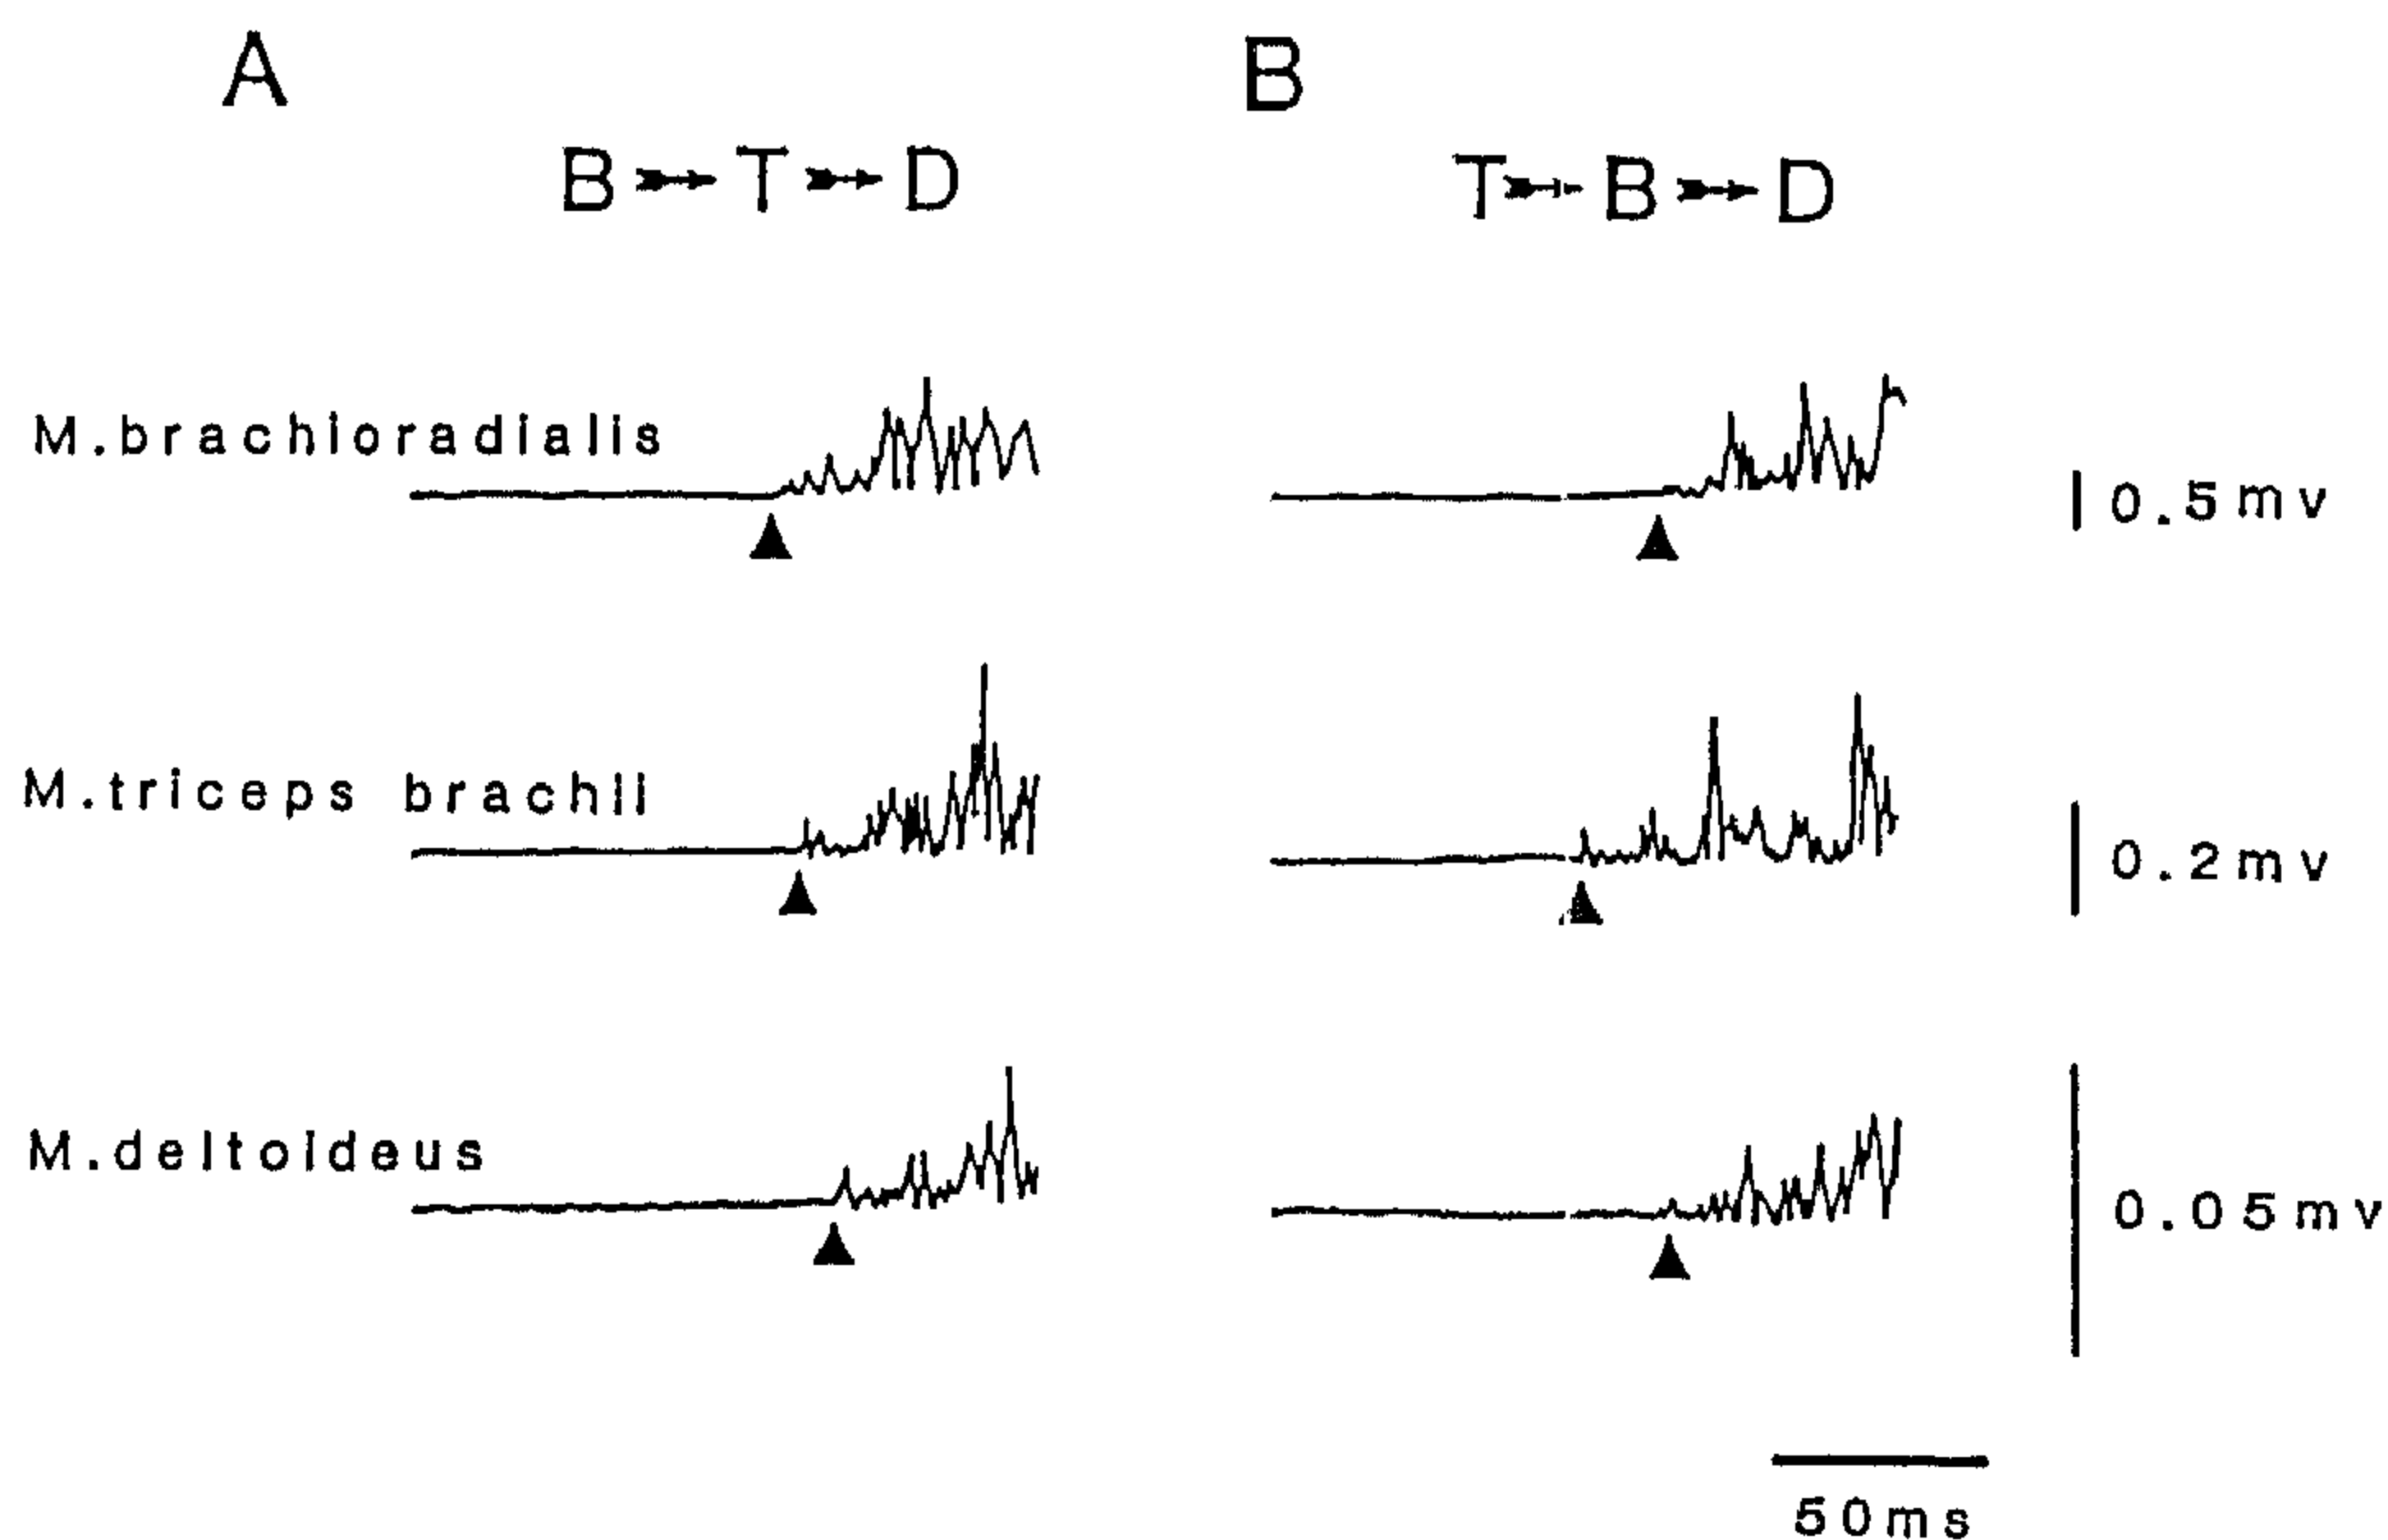 A B
B ➳ T ➳ D T ➳ B ➳ D
M.brachioradialis
0.5mv
M.triceps brachii
0.2mv
M.deltoideus
0.05mv
50ms